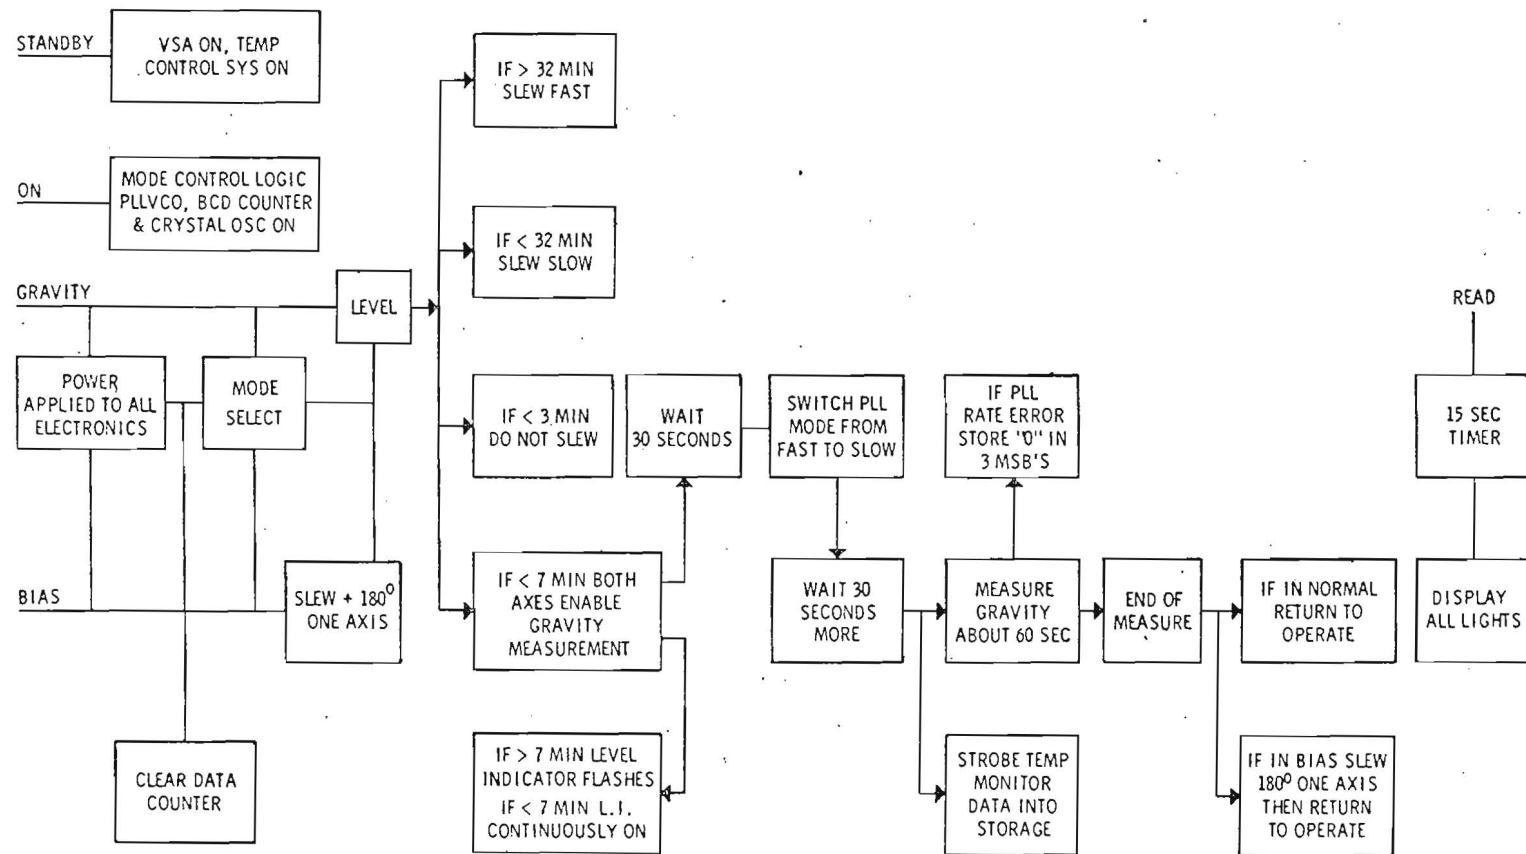 STANDBY
VSA ON, TEMP
CONTROL SYS ON
ON
MODE CONTROL LOGIC
PLLVCO, BCD COUNTER
& CRYSTAL OSC ON
GRAVITY
LEVEL
POWER
APPLIED TO ALL
ELECTRONICS
MODE
SELECT
BIAS
SLEW + 180⁰
ONE AXIS
CLEAR DATA
COUNTER
IF > 32 MIN
SLEW FAST
IF < 32 MIN
SLEW SLOW
IF < 3 MIN
DO NOT SLEW
IF < 7 MIN BOTH
AXES ENABLE
GRAVITY
MEASUREMENT
IF > 7 MIN LEVEL
INDICATOR FLASHES
IF < 7 MIN L.I.
CONTINUOUSLY ON
WAIT
30 SECONDS
SWITCH PLL
MODE FROM
FAST TO SLOW
WAIT 30
SECONDS
MORE
IF PLL
RATE ERROR
STORE "0" IN
3 MSB'S
MEASURE
GRAVITY
ABOUT 60 SEC
STROBE TEMP
MONITOR
DATA INTO
STORAGE
END OF
MEASURE
IF IN NORMAL
RETURN TO
OPERATE
IF IN BIAS SLEW
180⁰ ONE AXIS
THEN RETURN
TO OPERATE
READ
15 SEC
TIMER
DISPLAY
ALL LIGHTS